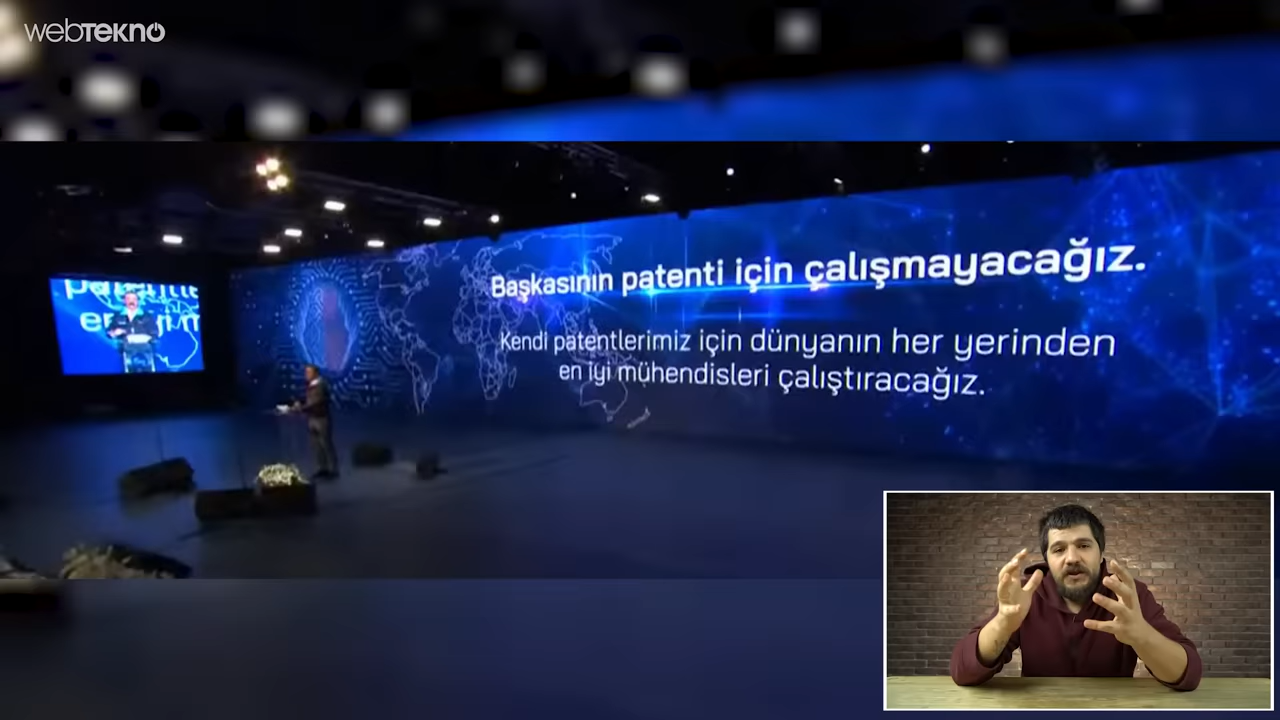 webTEKNO
Başkasının patenti için çalışmayacağız.
Kendi patentlerimiz için dünyanın her yerinden
en iyi mühendisleri çalıştıracağız.